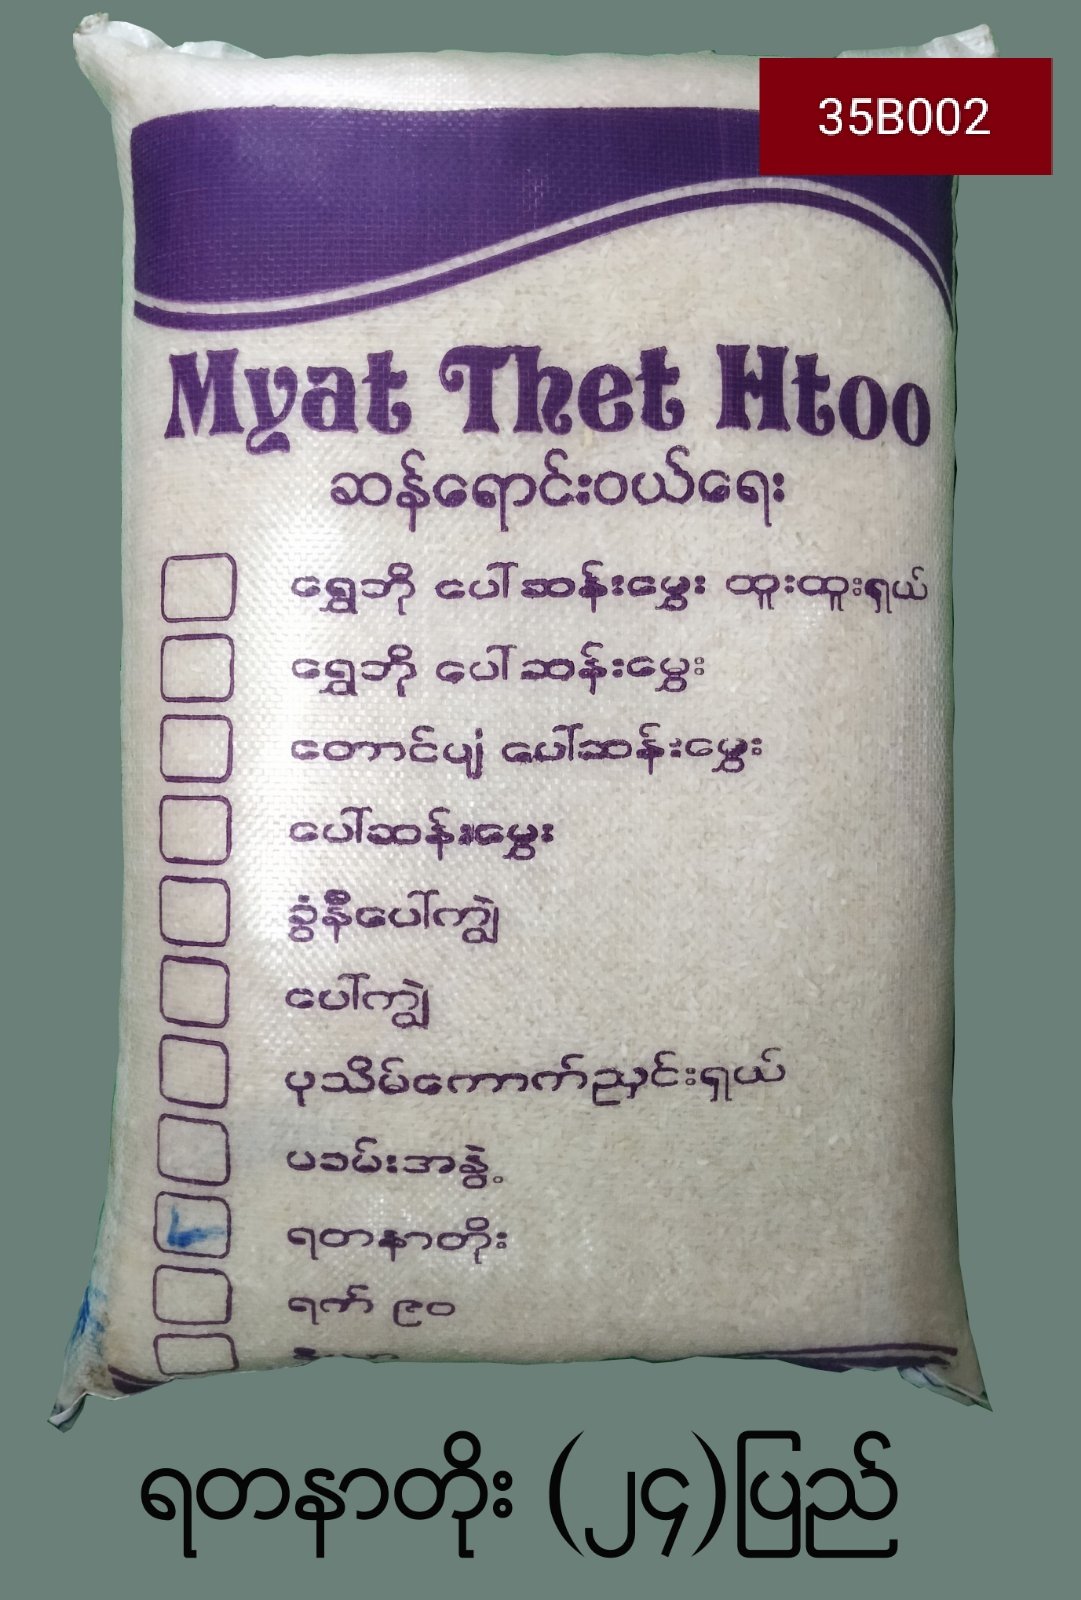 35B002
Myat Thet Htoo
ဆန်ရောင်းဝယ်ရေး
ရွှေဘို ပေါ်ဆန်းမွှေး ထူးထူးရှယ်
ရွှေဘို ပေါ်ဆန်းမွှေး
တောင်ပျံ ပေါ်ဆန်းမွှေး
ပေါ်ဆန်းမွှေး
ခွံနီပေါ်ကျွဲ
ပေါ်ကျွဲ
ပုသိမ်ကောက်ညှင်းရှယ်
မခမ်းအနွဲ့
ရတနာတိုး
ရက် ၉၀
ရတနာတိုး (၂၄)ပြည်